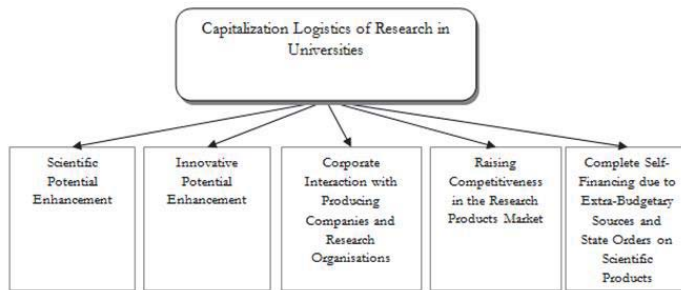 Capitalization Logistics of Research in
Universities
Scientific
Potential
Enhancement
Innovative
Potential
Enhancement
Corporate
Interaction with
Producing
Companies and
Research
Organisations
Raising
Competitiveness
in the Research
Products Market
Complete Self-
Financing due to
Extra-Budgetary
Sources and
State Orders on
Scientific
Products